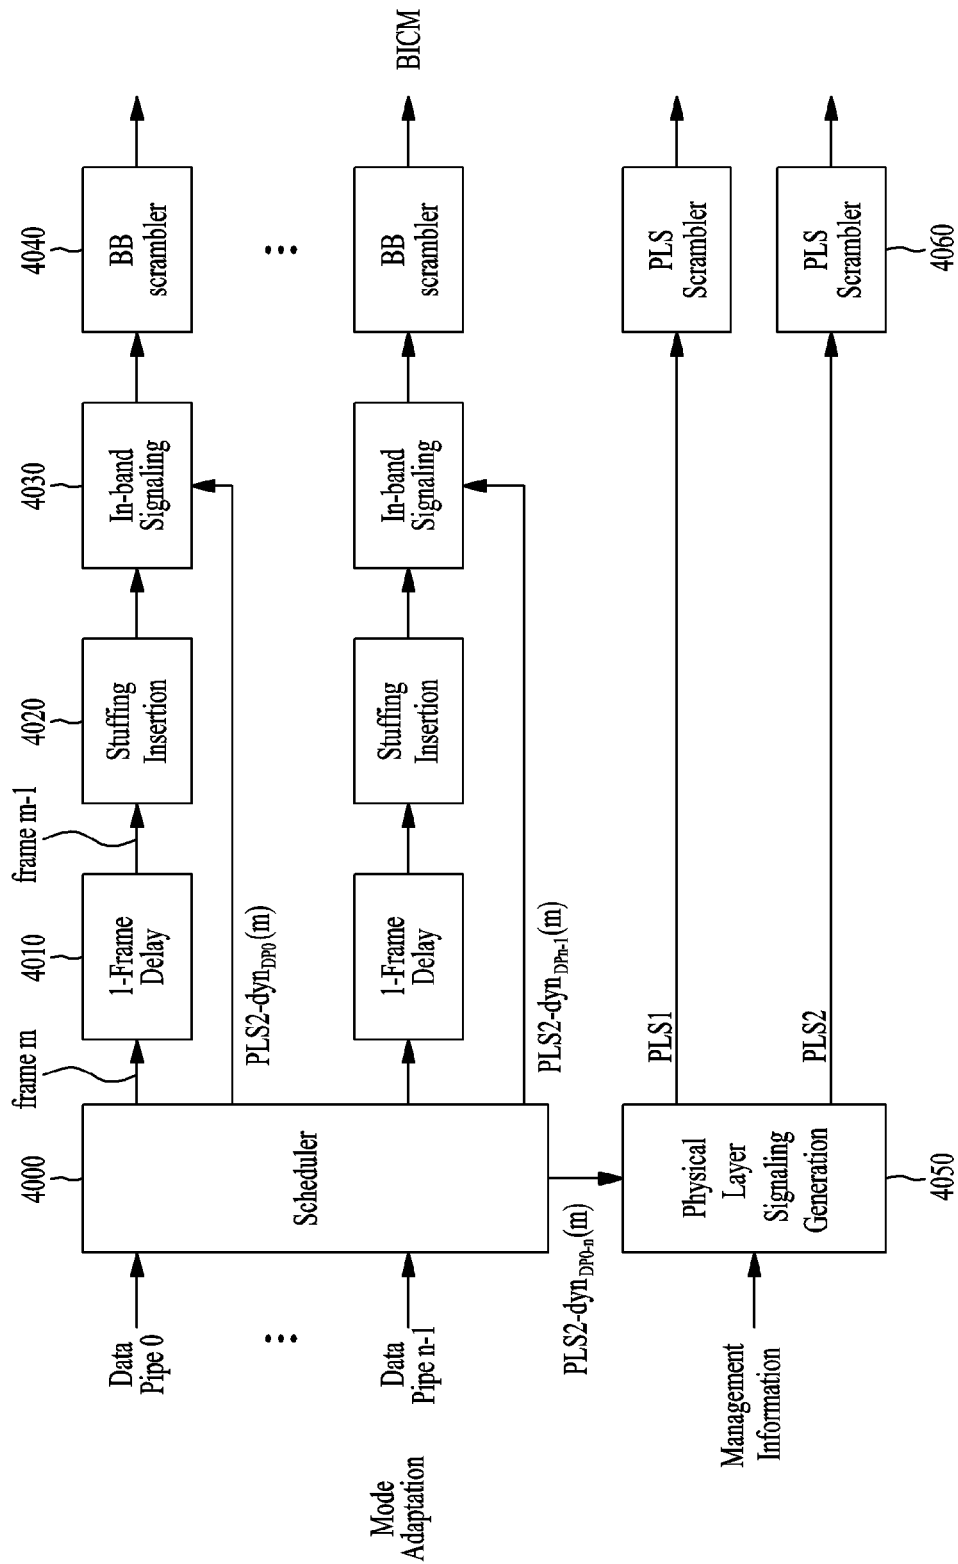 Mode
Adaptation
Data
Pipe 0
Data
Pipe n-1
Management
Information
4000
Scheduler
PLS2-dynDP0-n(m)
Physical
Layer
Signaling
Generation
4050
frame m
4010
1-Frame
Delay
frame m-1
4020
Stuffing
Insertion
4030
In-band
Signaling
4040
BB
scrambler
PLS2-dynDP0(m)
1-Frame
Delay
Stuffing
Insertion
In-band
Signaling
BB
scrambler
BICM
PLS2-dynDPn-1(m)
PLS1
PLS
Scrambler
PLS2
PLS
Scrambler
4060